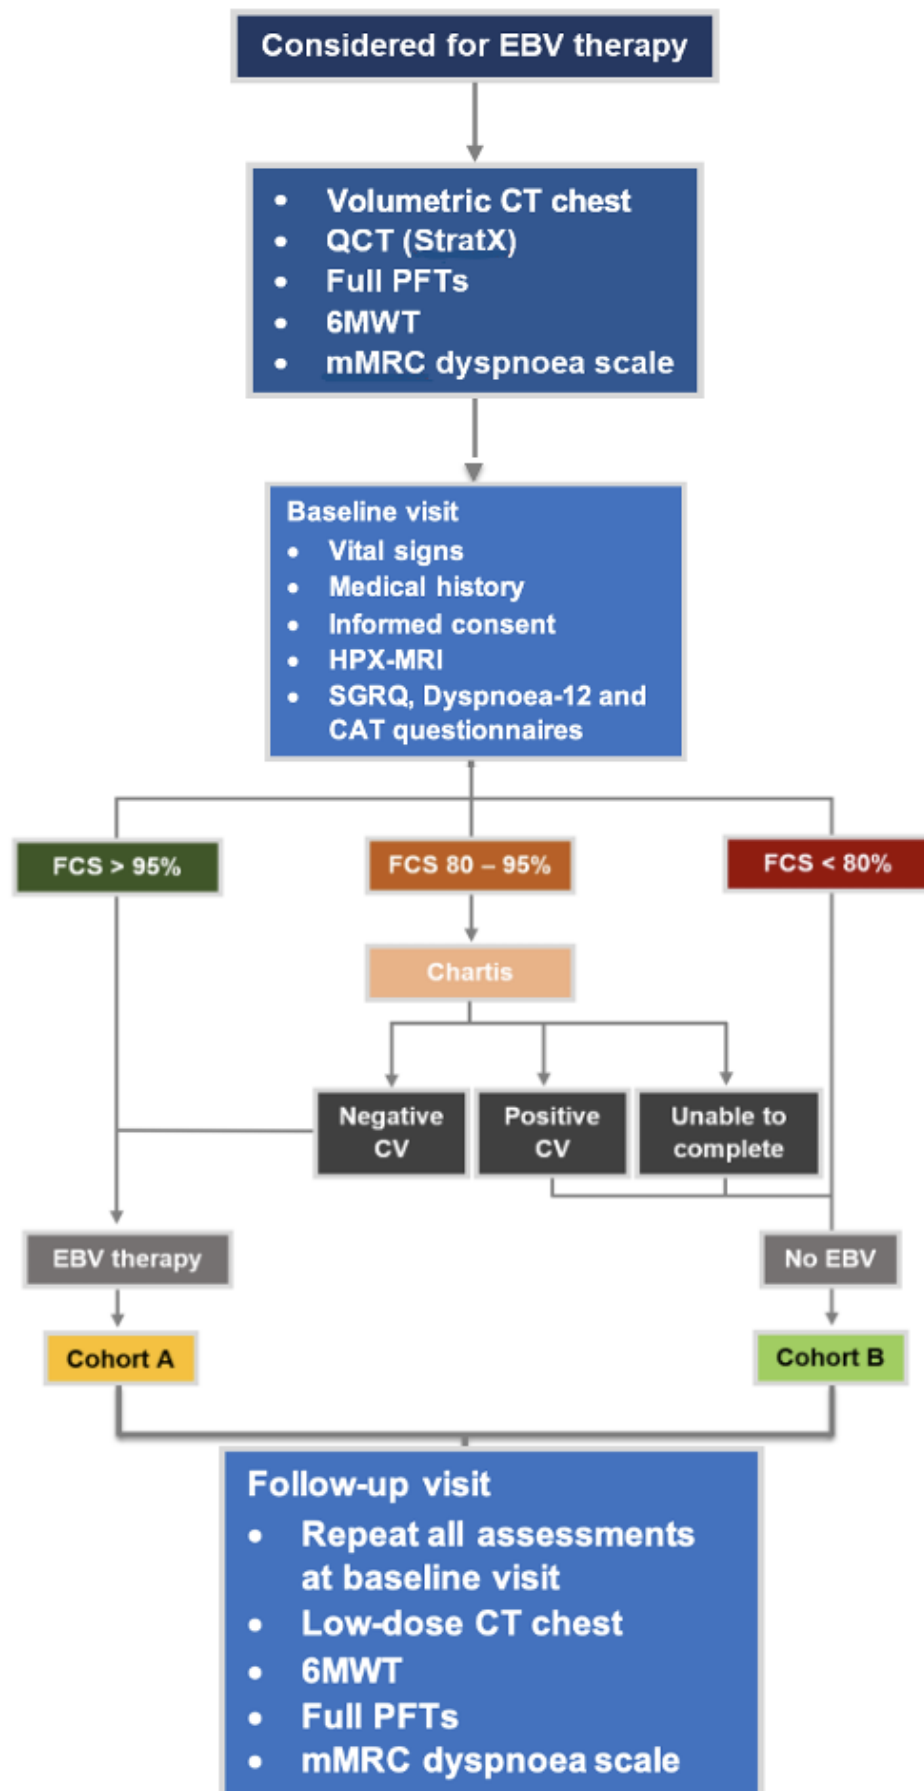 Considered for EBV therapy
• Volumetric CT chest
• QCT (StratX)
• Full PFTs
• 6MWT
• mMRC dyspnoea scale
Baseline visit
• Vital signs
• Medical history
• Informed consent
• HPX-MRI
• SGRQ, Dyspnoea-12 and
CAT questionnaires
FCS > 95%
FCS 80 – 95%
FCS < 80%
Chartis
Negative
CV
Positive
CV
Unable to
complete
EBV therapy
No EBV
Cohort A
Cohort B
Follow-up visit
• Repeat all assessments
at baseline visit
• Low-dose CT chest
• 6MWT
• Full PFTs
• mMRC dyspnoea scale